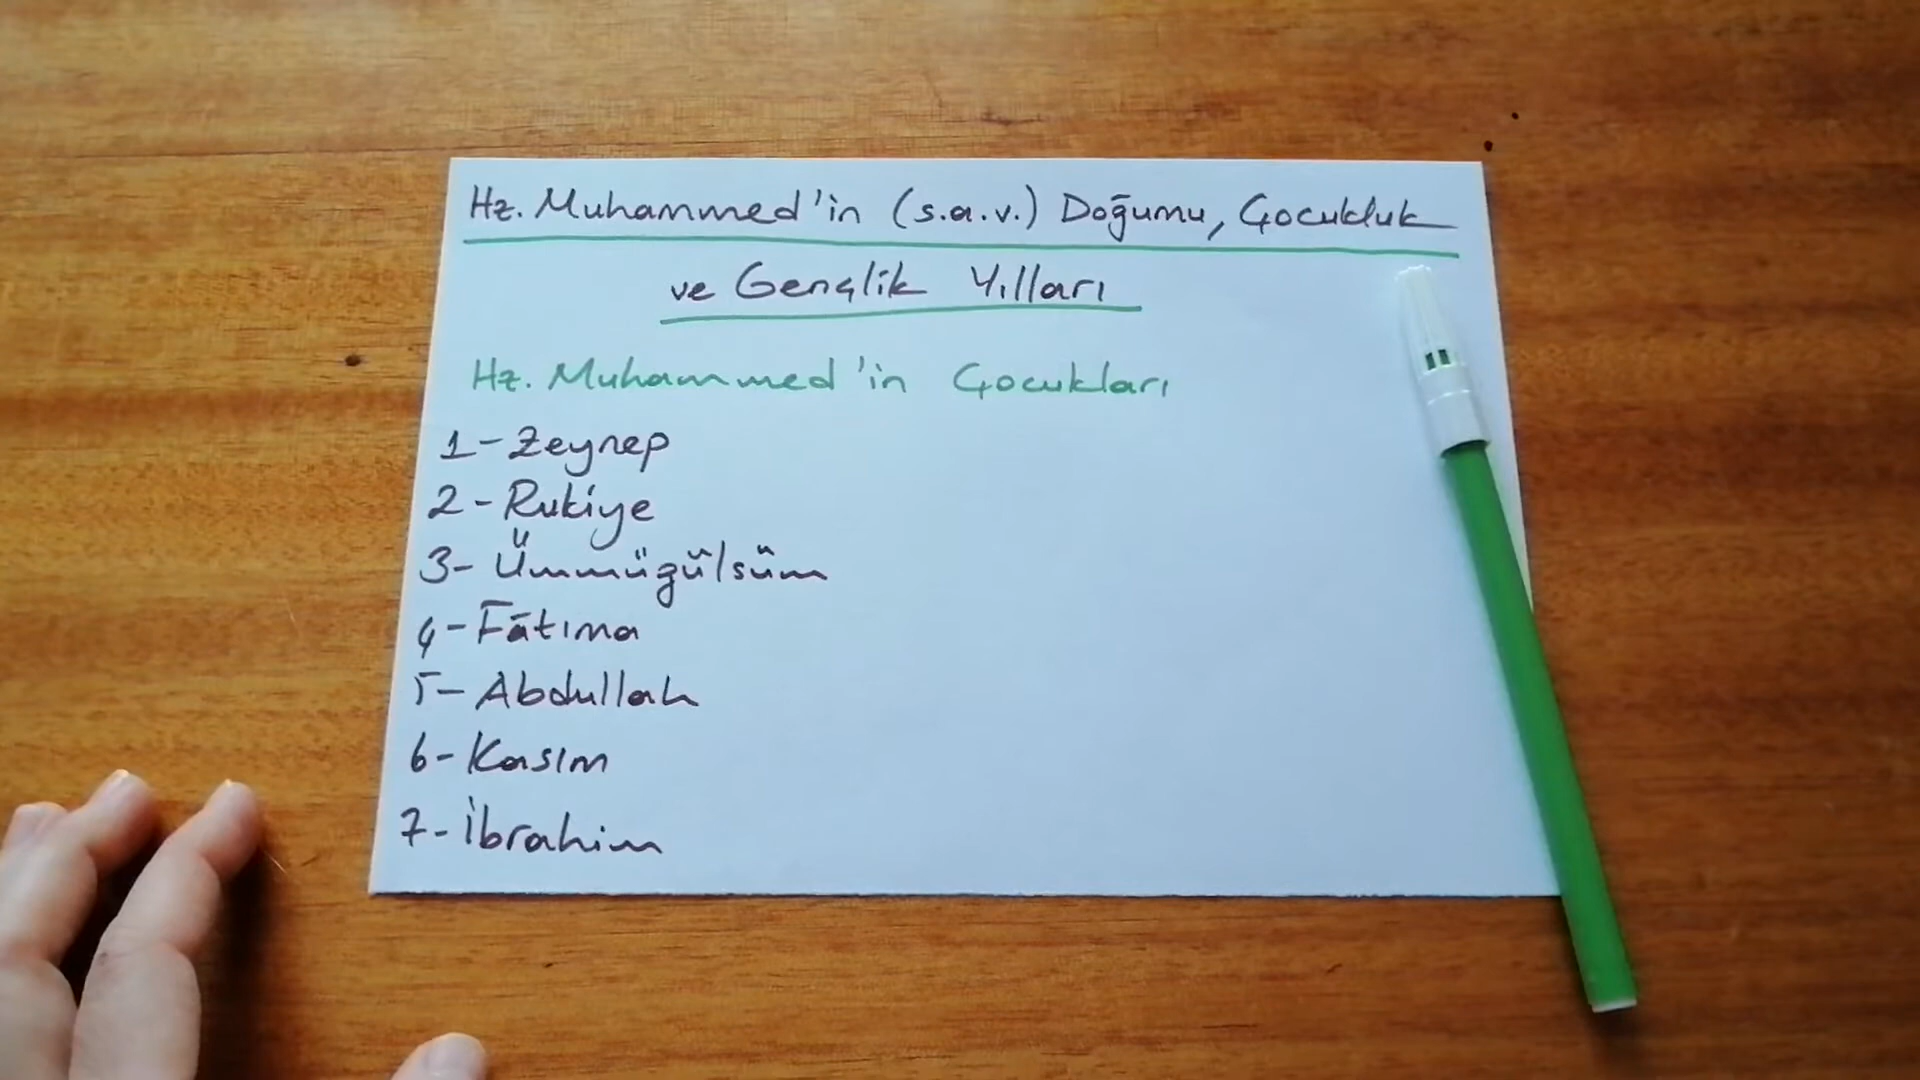 Hz. Muhammed'in (s.a.v.) Doğumu, Çocukluk
ve Gençlik Yılları
Hz. Muhammed'in Çocukları
1- Zeynep
2- Rukiye
3- Ümmügülsüm
4- Fātıma
5- Abdullah
6- Kasım
7- İbrahim